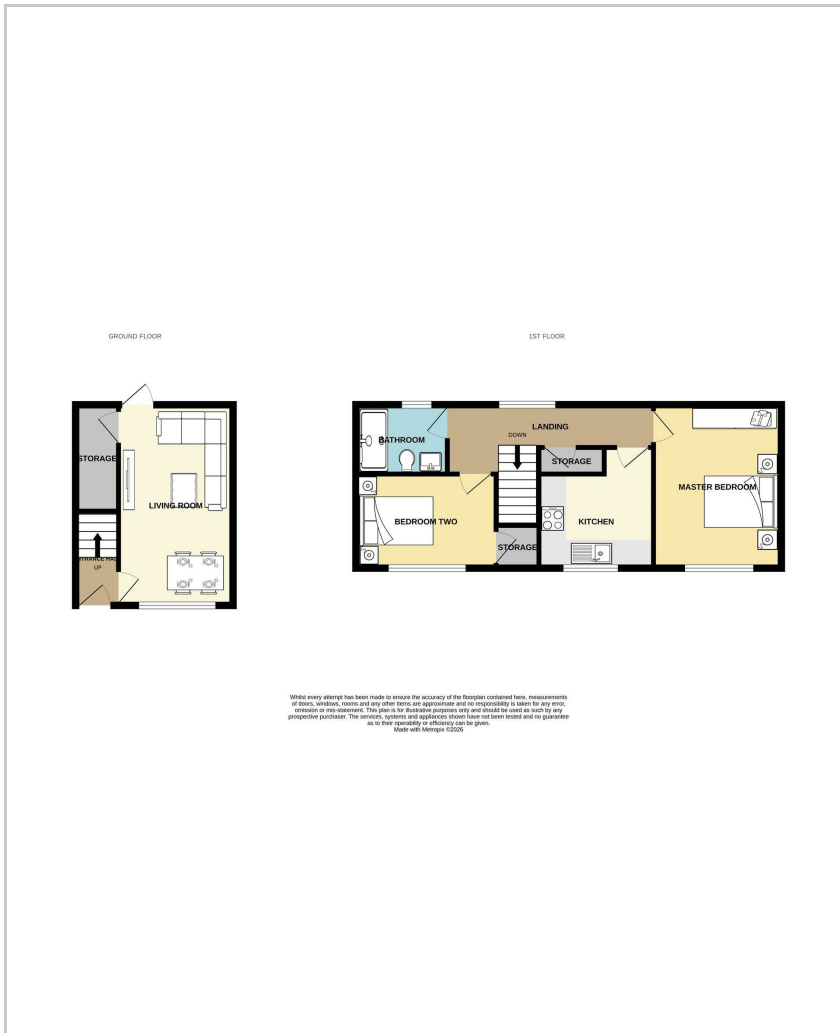 GROUND FLOOR
1ST FLOOR
STORAGE
LIVING ROOM
UP
BATHROOM
LANDING
DOWN
STORAGE
MASTER BEDROOM
BEDROOM TWO
KITCHEN
STORAGE
Whilst every attempt has been made to ensure the accuracy of the floorplan contained here, measurements
of doors, windows, rooms and any other items are approximate and no responsibility is taken for any error,
omission or mis-statement. This plan is for illustrative purposes only and should be used as such by any
prospective purchaser. The services, systems and appliances shown have not been tested and no guarantee
as to their operability or efficiency can be given.
Made with Metropix ©2026